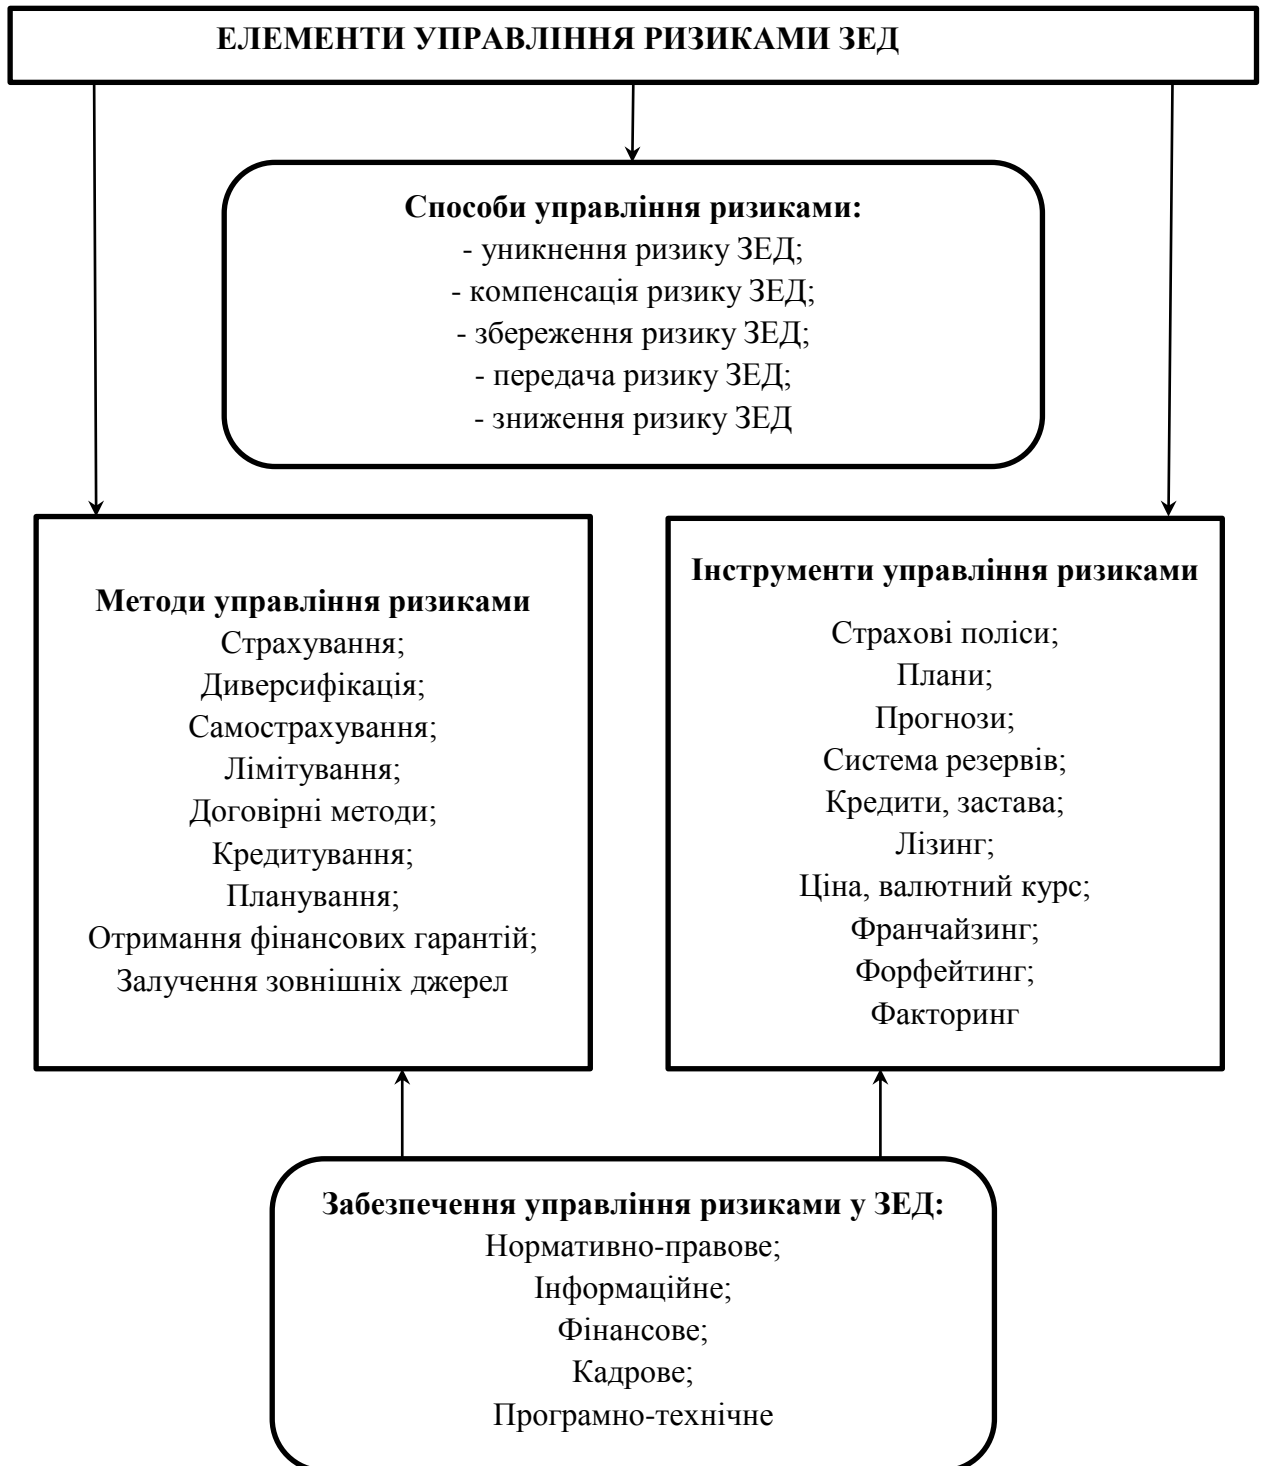 ЕЛЕМЕНТИ УПРАВЛІННЯ РИЗИКАМИ ЗЕД
Способи управління ризиками:
- уникнення ризику ЗЕД;
- компенсація ризику ЗЕД;
- збереження ризику ЗЕД;
- передача ризику ЗЕД;
- зниження ризику ЗЕД
Методи управління ризиками
Страхування;
Диверсифікація;
Самострахування;
Лімітування;
Договірні методи;
Кредитування;
Планування;
Отримання фінансових гарантій;
Залучення зовнішніх джерел
Інструменти управління ризиками
Страхові поліси;
Плани;
Прогнози;
Система резервів;
Кредити, застава;
Лізинг;
Ціна, валютний курс;
Франчайзинг;
Форфейтинг;
Факторинг
Забезпечення управління ризиками у ЗЕД:
Нормативно-правове;
Інформаційне;
Фінансове;
Кадрове;
Програмно-технічне